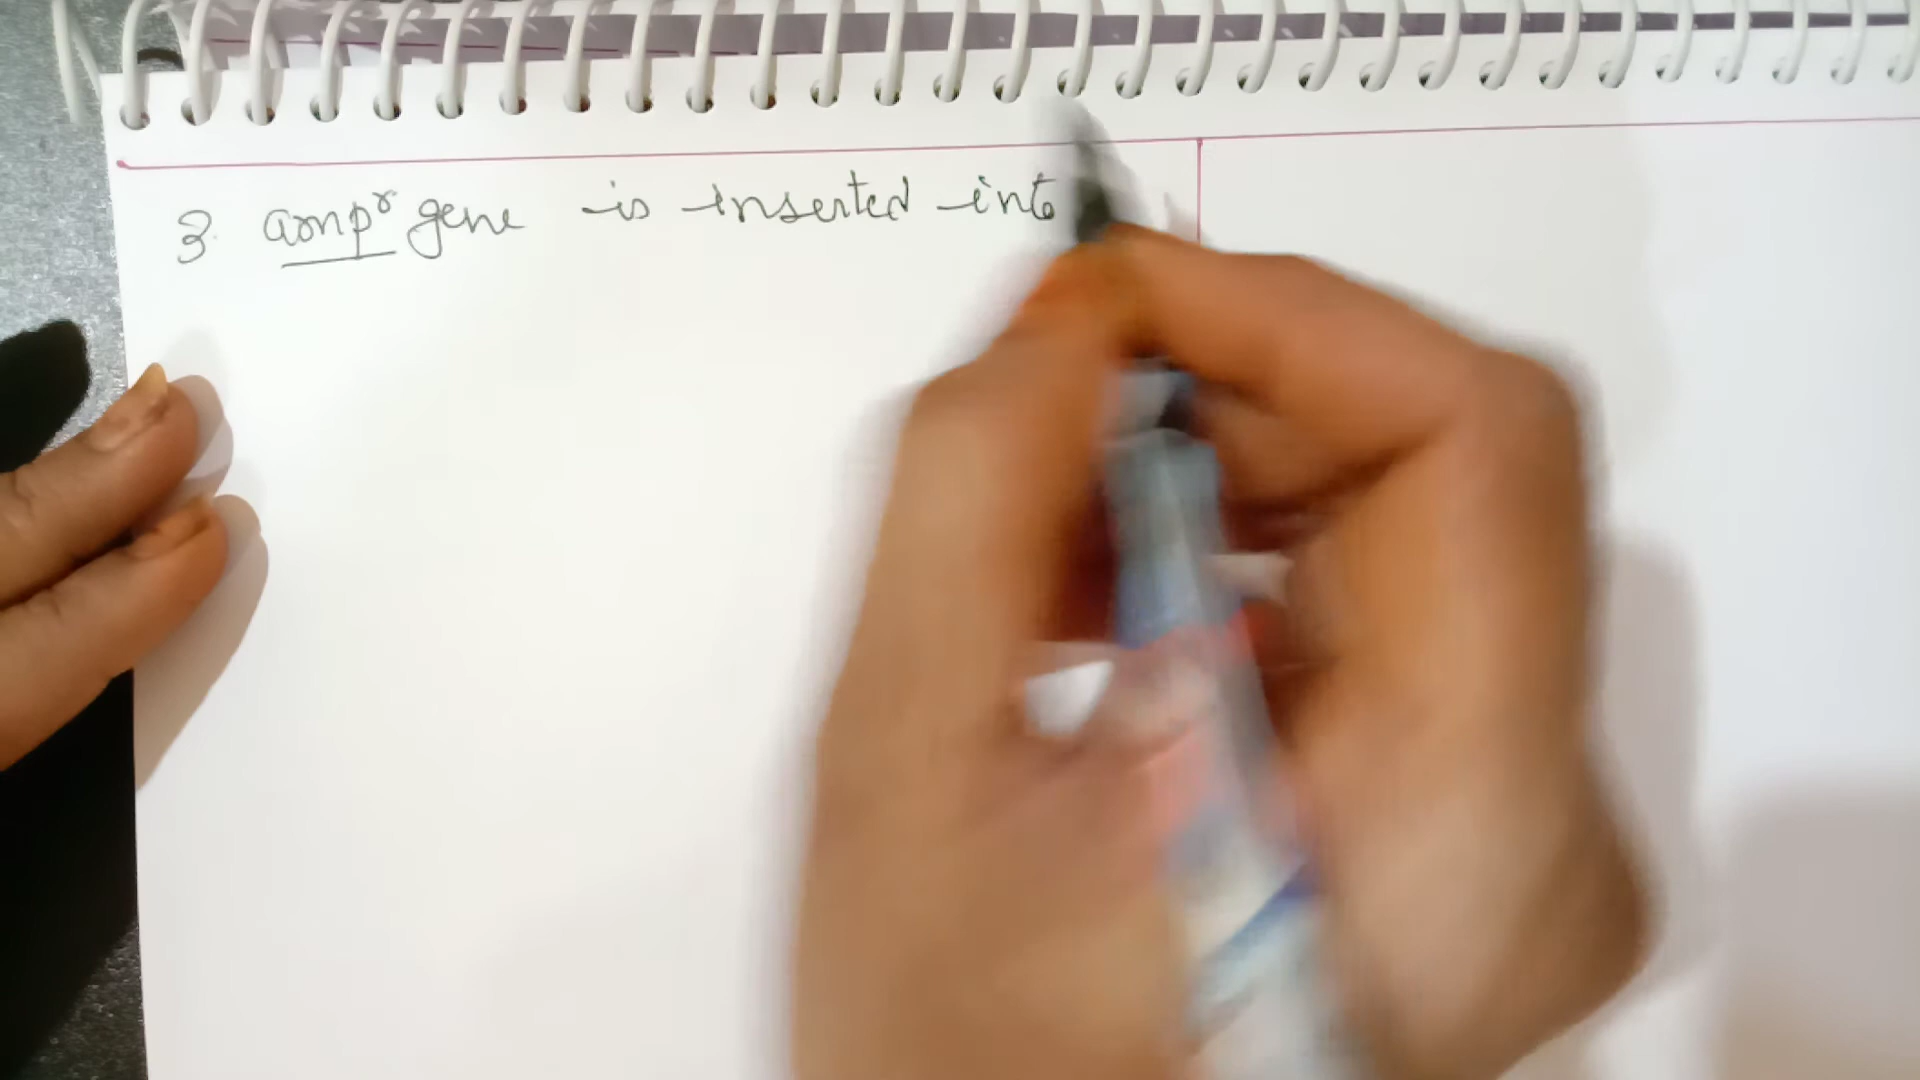 3. ampʳ gene is inserted into